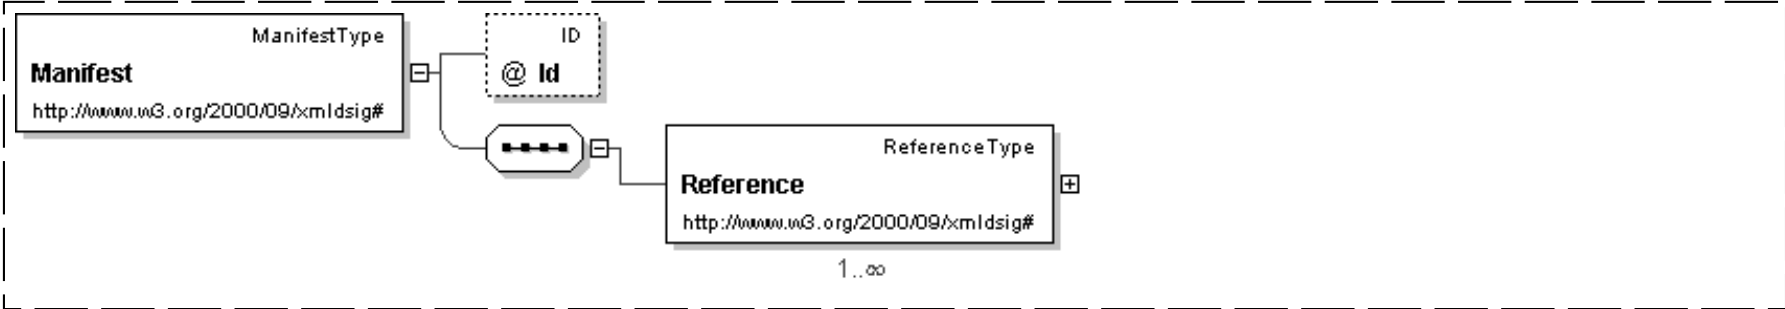 ManifestType
Manifest
http://www.w3.org/2000/09/xmldsig#
ID
@ Id
ReferenceType
Reference
http://www.w3.org/2000/09/xmldsig#
1..∞